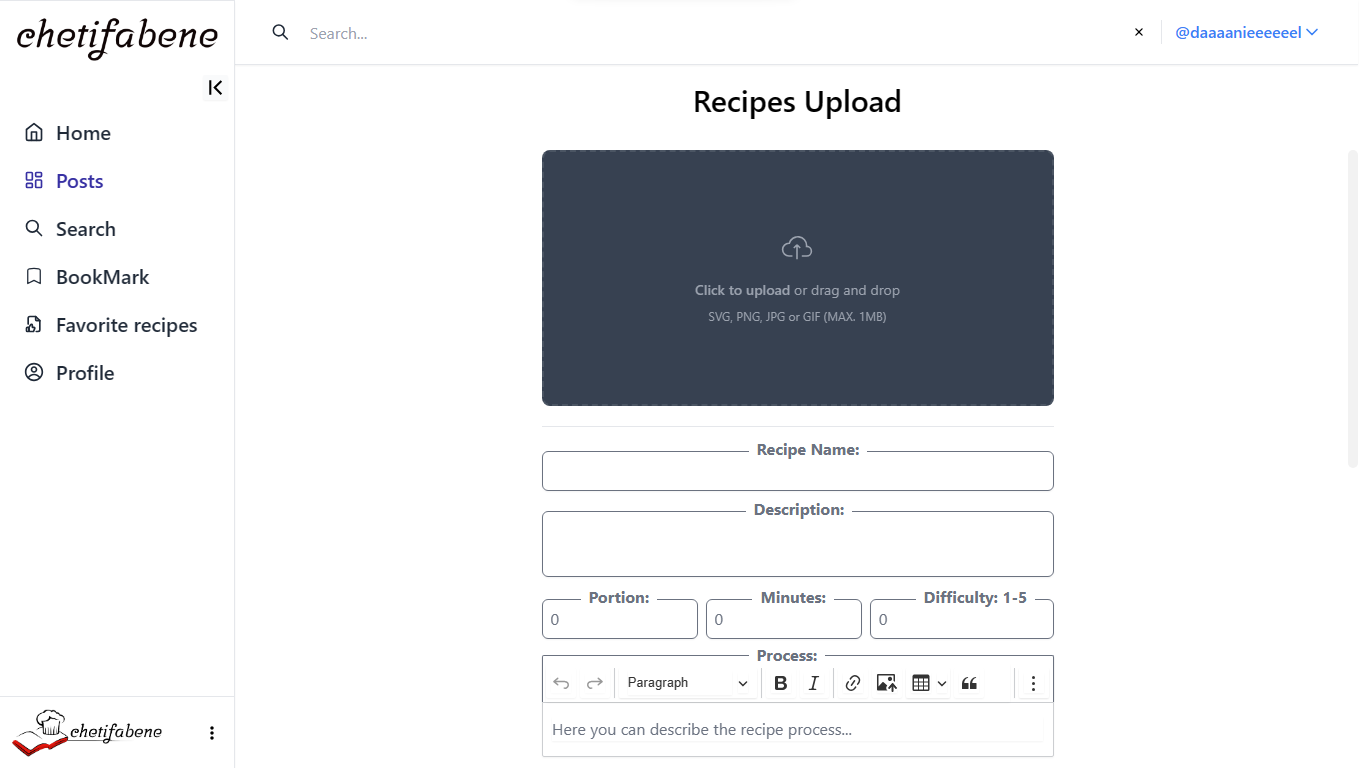 chetifabene
Search...
@daaaanieeeeeel
Home
Posts
Search
BookMark
Favorite recipes
Profile
Recipes Upload
Click to upload or drag and drop
SVG, PNG, JPG or GIF (MAX. 1MB)
Recipe Name:
Description:
Portion: Minutes: Difficulty: 1-5
0 0 0
Process:
Paragraph B I
Here you can describe the recipe process...
chetifabene